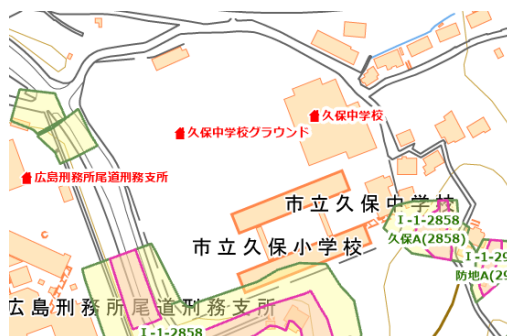 久保中学校
久保中学校グラウンド
広島刑務所尾道刑務支所
市立久保中学校
Ⅰ-1-2858
久保A(2858)
市立久保小学校
Ⅰ-1-29
防地A(29
広島刑務所尾道刑務支所
Ⅰ-1-2858